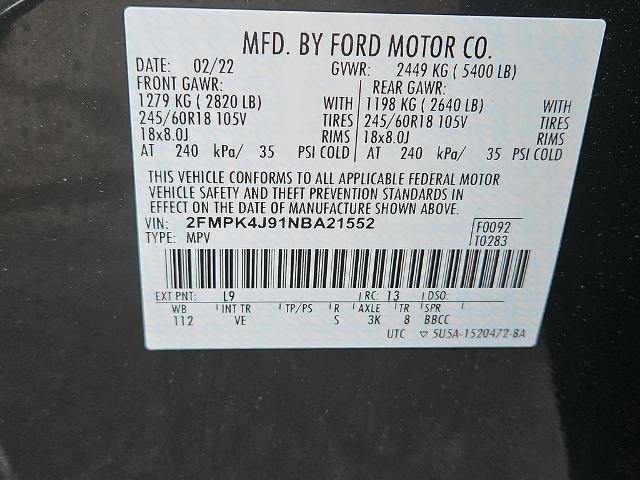 MFD. BY FORD MOTOR CO.
DATE: 02/22 GVWR: 2449 KG ( 5400 LB)
FRONT GAWR: REAR GAWR:
1279 KG ( 2820 LB) WITH 1198 KG ( 2640 LB) WITH
245/60R18 105V TIRES 245/60R18 105V TIRES
18x8.0J RIMS 18x8.0J RIMS
AT 240 kPa/ 35 PSI COLD AT 240 kPa/ 35 PSI COLD
THIS VEHICLE CONFORMS TO ALL APPLICABLE FEDERAL MOTOR
VEHICLE SAFETY AND THEFT PREVENTION STANDARDS IN
EFFECT ON THE DATE OF MANUFACTURE SHOWN ABOVE.
VIN: 2FMPK4J91NBA21552 F0092
TYPE: MPV T0283
EXT PNT: L9 RC: 13 DSO:
WB INT TR TP/PS R AXLE TR SPR
112 VE S 3K 8 BBCC
UTC ▽ 5U5A-1520472-BA